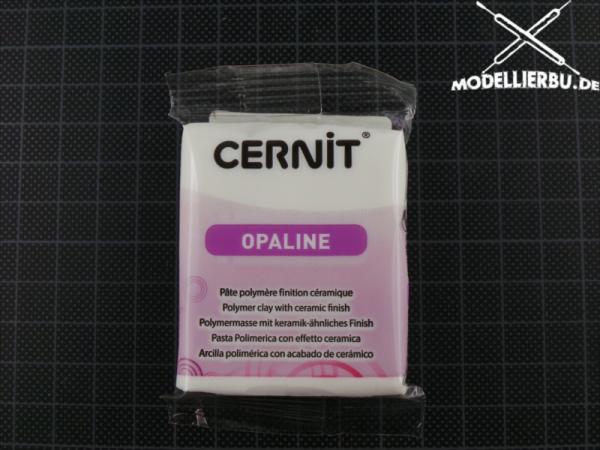 MODELLIERBU.DE
CERNiT®
OPALINE
Pâte polymère finition céramique
Polymer clay with ceramic finish
Polymermasse mit keramik-ähnliches Finish
Pasta Polimerica con effetto ceramica
Arcilla polimérica con acabado de cerámico